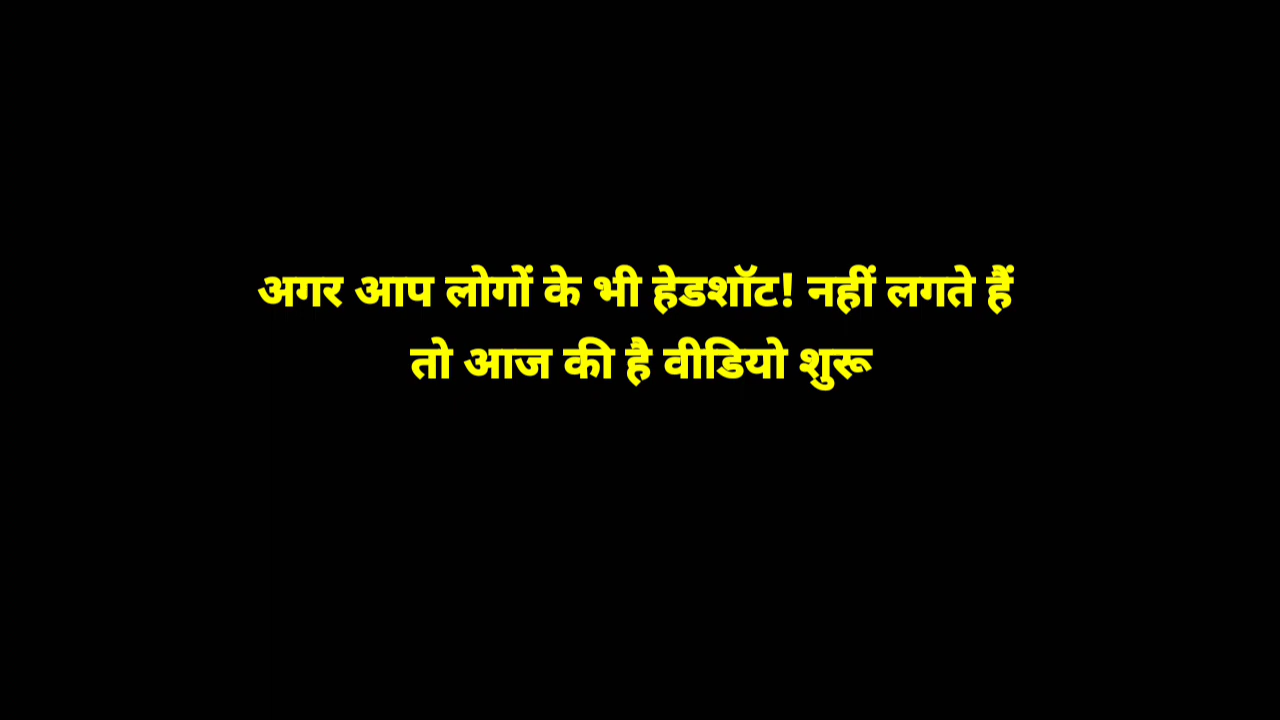 अगर आप लोगों के भी हेडशॉट! नहीं लगते हैं
तो आज की है वीडियो शुरू